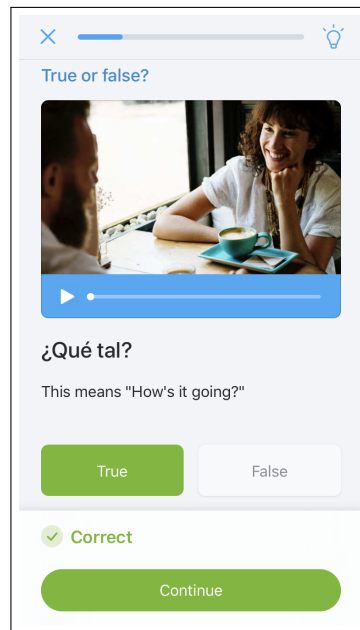 True or false?
¿Qué tal?
This means "How's it going?"
True
False
Correct
Continue